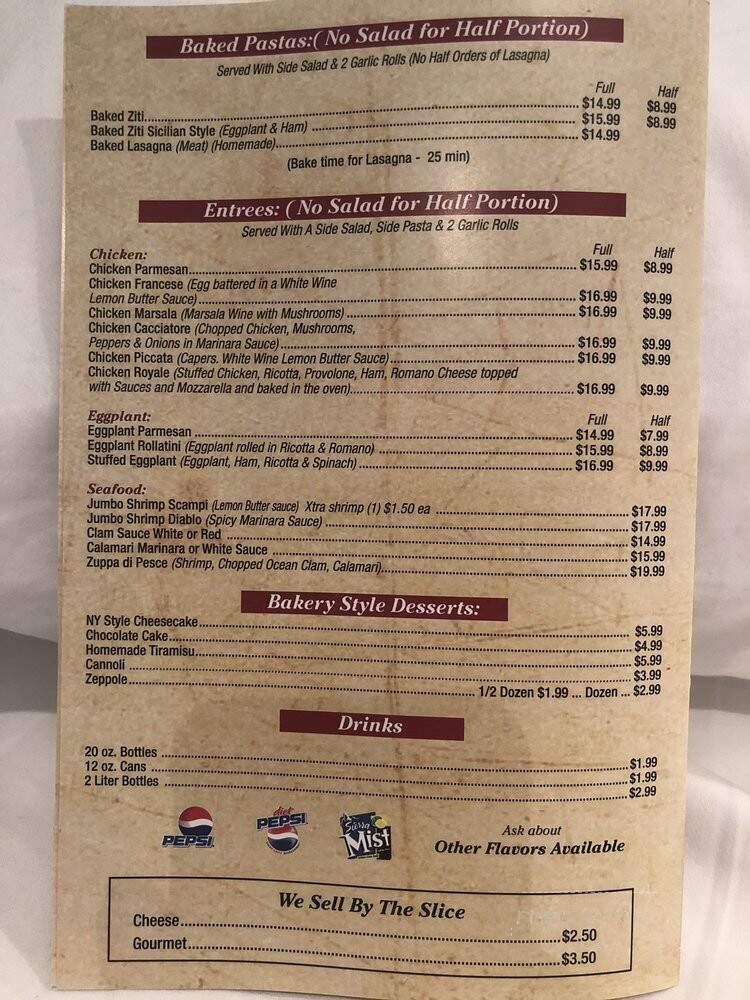 Baked Pastas:( No Salad for Half Portion)
Served With Side Salad & 2 Garlic Rolls (No Half Orders of Lasagna)
Full Half
Baked Ziti........ $14.99 $8.99
Baked Ziti Sicilian Style (Eggplant & Ham) ........ $15.99 $8.99
Baked Lasagna (Meat) (Homemade)........ $14.99
(Bake time for Lasagna - 25 min)
Entrees: ( No Salad for Half Portion)
Served With A Side Salad, Side Pasta & 2 Garlic Rolls
Chicken: Full Half
Chicken Parmesan........ $15.99 $8.99
Chicken Francese (Egg battered in a White Wine
Lemon Butter Sauce)........ $16.99 $9.99
Chicken Marsala (Marsala Wine with Mushrooms) ........ $16.99 $9.99
Chicken Cacciatore (Chopped Chicken, Mushrooms,
Peppers & Onions in Marinara Sauce)........ $16.99 $9.99
Chicken Piccata (Capers. White Wine Lemon Butter Sauce)........ $16.99 $9.99
Chicken Royale (Stuffed Chicken, Ricotta, Provolone, Ham, Romano Cheese topped
with Sauces and Mozzarella and baked in the oven)........ $16.99 $9.99
Eggplant: Full Half
Eggplant Parmesan ........ $14.99 $7.99
Eggplant Rollatini (Eggplant rolled in Ricotta & Romano) ........ $15.99 $8.99
Stuffed Eggplant (Eggplant, Ham, Ricotta & Spinach)........ $16.99 $9.99
Seafood:
Jumbo Shrimp Scampi (Lemon Butter sauce) Xtra shrimp (1) $1.50 ea ........ $17.99
Jumbo Shrimp Diablo (Spicy Marinara Sauce) ........ $17.99
Clam Sauce White or Red ........ $14.99
Calamari Marinara or White Sauce ........ $15.99
Zuppa di Pesce (Shrimp, Chopped Ocean Clam, Calamari)........ $19.99
Bakery Style Desserts:
NY Style Cheesecake........ $5.99
Chocolate Cake........ $4.99
Homemade Tiramisu........ $5.99
Cannoli ........ $3.99
Zeppole........ 1/2 Dozen $1.99 ... Dozen ... $2.99
Drinks
20 oz. Bottles ........ $1.99
12 oz. Cans ........ $1.99
2 Liter Bottles ........ $2.99
PEPSI
diet PEPSI
Sierra Mist
Ask about
Other Flavors Available
We Sell By The Slice
Cheese........ $2.50
Gourmet........ $3.50